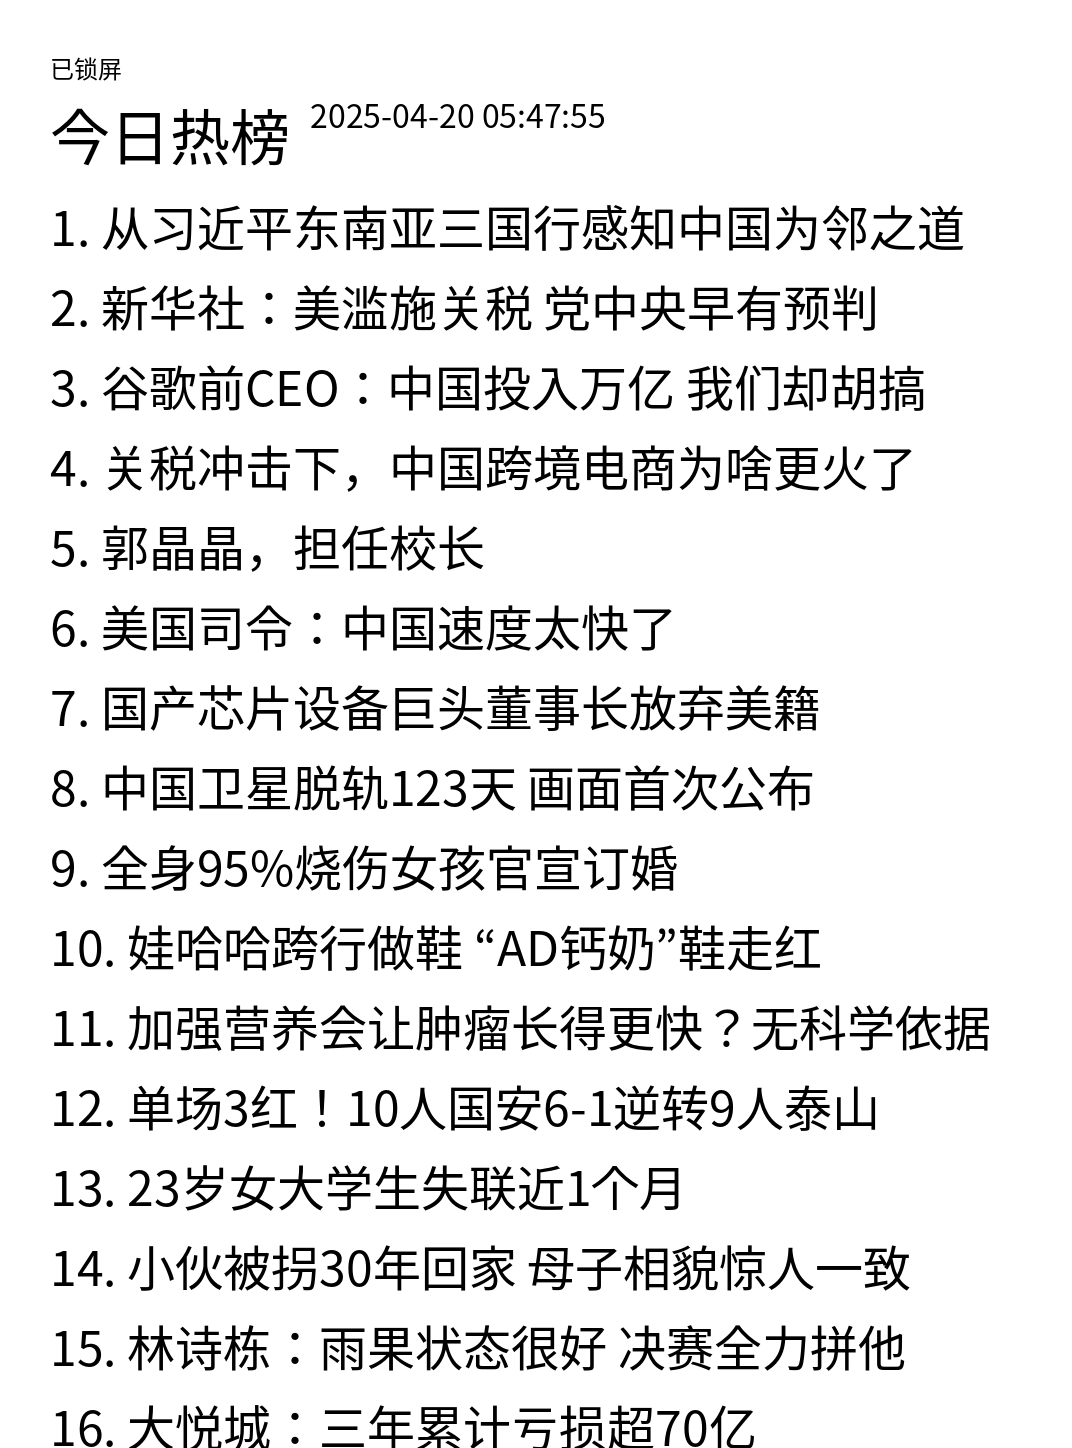 已锁屏
今日热榜 2025-04-20 05:47:55
1. 从习近平东南亚三国行感知中国为邻之道
2. 新华社：美滥施关税 党中央早有预判
3. 谷歌前CEO：中国投入万亿 我们却胡搞
4. 关税冲击下，中国跨境电商为啥更火了
5. 郭晶晶，担任校长
6. 美国司令：中国速度太快了
7. 国产芯片设备巨头董事长放弃美籍
8. 中国卫星脱轨123天 画面首次公布
9. 全身95%烧伤女孩官宣订婚
10. 娃哈哈跨行做鞋 “AD钙奶”鞋走红
11. 加强营养会让肿瘤长得更快？无科学依据
12. 单场3红！10人国安6-1逆转9人泰山
13. 23岁女大学生失联近1个月
14. 小伙被拐30年回家 母子相貌惊人一致
15. 林诗栋：雨果状态很好 决赛全力拼他
16. 大悦城：三年累计亏损超70亿